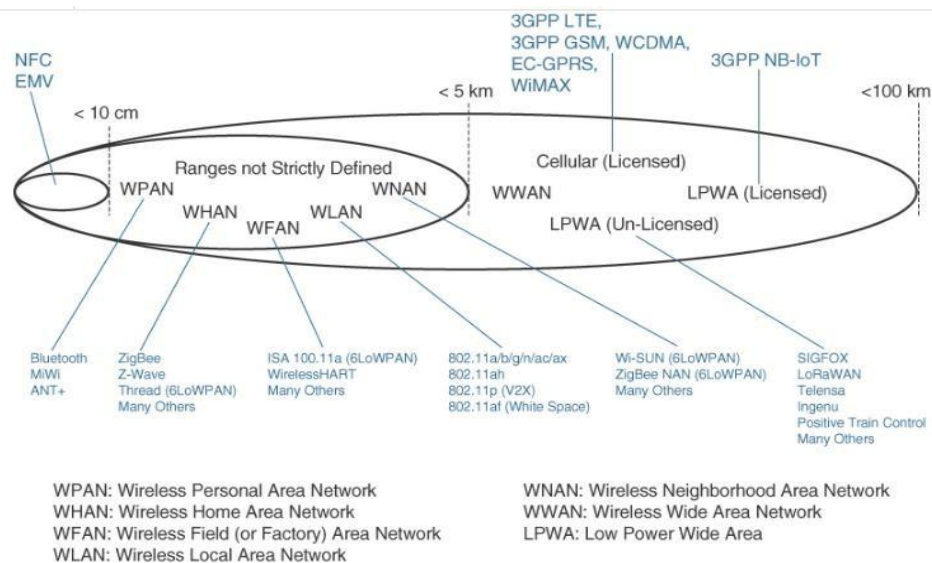 3GPP LTE,
3GPP GSM, WCDMA,
EC-GPRS,
WiMAX
NFC
EMV
3GPP NB-IoT
< 10 cm
< 5 km
<100 km
Ranges not Strictly Defined
Cellular (Licensed)
WPAN
WHAN
WFAN
WLAN
WNAN
WWAN
LPWA (Licensed)
LPWA (Un-Licensed)
Bluetooth
MiWi
ANT+
ZigBee
Z-Wave
Thread (6LoWPAN)
Many Others
ISA 100.11a (6LoWPAN)
WirelessHART
Many Others
802.11a/b/g/n/ac/ax
802.11ah
802.11p (V2X)
802.11af (White Space)
Wi-SUN (6LoWPAN)
ZigBee NAN (6LoWPAN)
Many Others
SIGFOX
LoRaWAN
Telensa
Ingenu
Positive Train Control
Many Others
WPAN: Wireless Personal Area Network
WHAN: Wireless Home Area Network
WFAN: Wireless Field (or Factory) Area Network
WLAN: Wireless Local Area Network
WNAN: Wireless Neighborhood Area Network
WWAN: Wireless Wide Area Network
LPWA: Low Power Wide Area